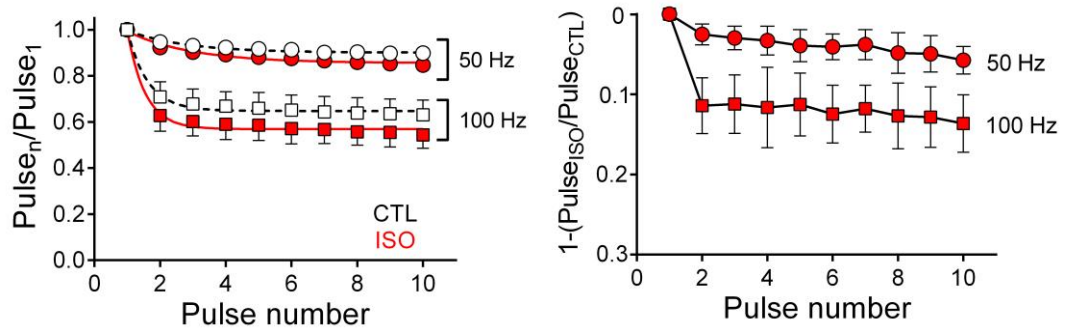 Pulseₙ/Pulse₁
1.0
0.8
0.6
0.4
0.2
0.0
50 Hz
100 Hz
CTL
ISO
0 2 4 6 8 10
Pulse number
1-(Pulse_ISO/Pulse_CTL)
0
0.1
0.2
0.3
50 Hz
100 Hz
0 2 4 6 8 10
Pulse number